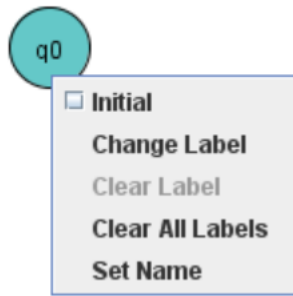 q0
Initial
Change Label
Clear Label
Clear All Labels
Set Name